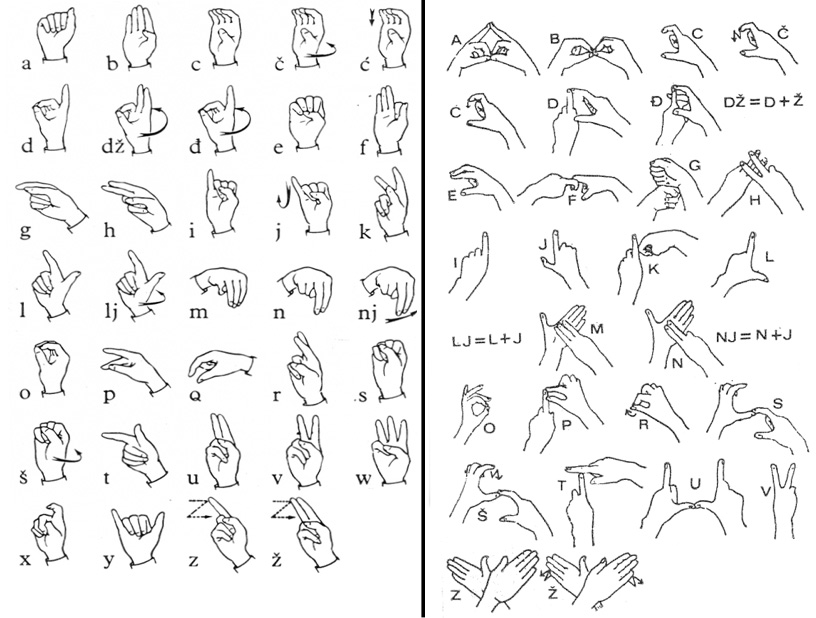 a b c č ć
d dž đ e f
g h i j k
l lj m n nj
o p Q r s
š t u v w
x y z ž
A B C Č
Ć D Đ DŽ=D+Ž
E F G H
I J K L
LJ=L+J M N NJ=N+J
O P R S
Š T U V
Z Ž